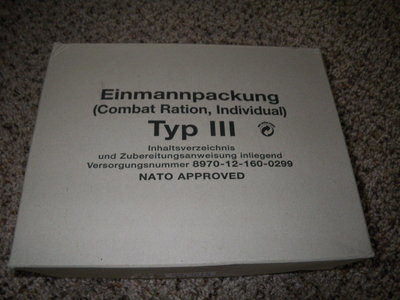 Einmannpackung
(Combat Ration, Individual)
Typ III
Inhaltsverzeichnis
und Zubereitungsanweisung inliegend
Versorgungsnummer 8970-12-160-0299
NATO APPROVED